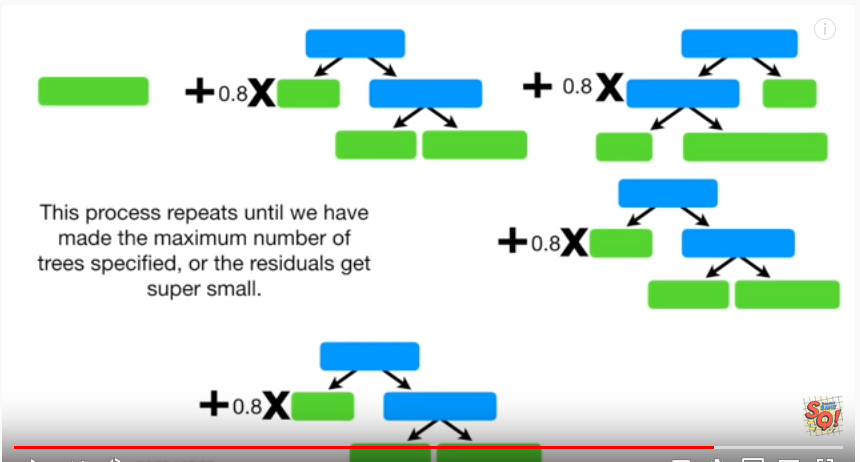 + 0.8 X
+ 0.8 X
This process repeats until we have
made the maximum number of
trees specified, or the residuals get
super small.
+ 0.8 X
+ 0.8 X
SQ!